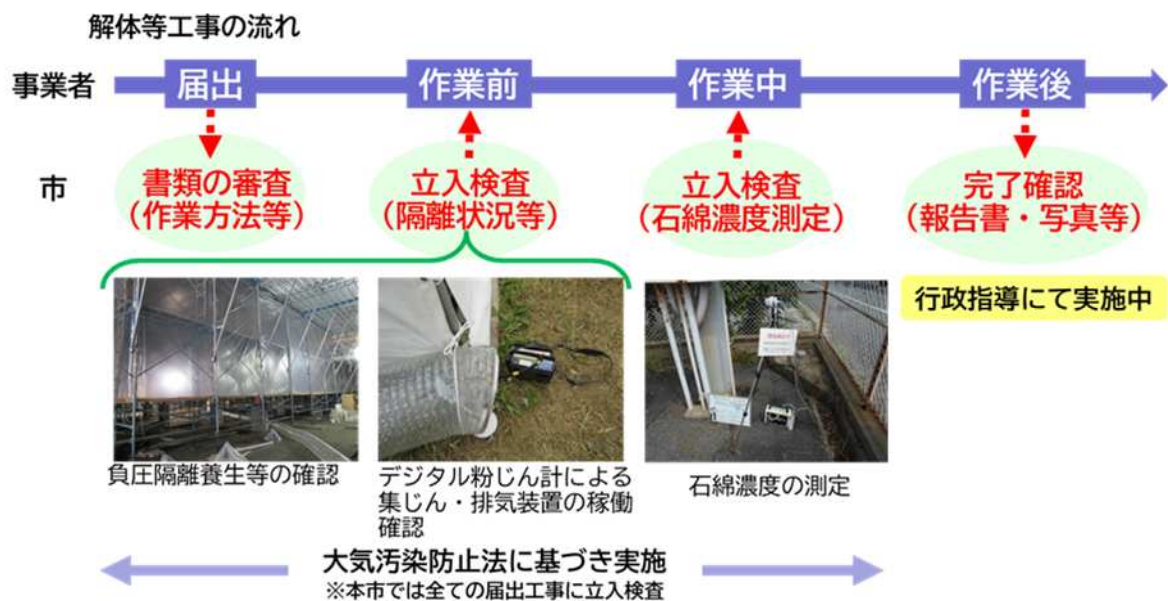 解体等工事の流れ
事業者
届出
作業前
作業中
作業後
市
書類の審査
（作業方法等）
立入検査
（隔離状況等）
立入検査
（石綿濃度測定）
完了確認
（報告書・写真等）
行政指導にて実施中
負圧隔離養生等の確認
デジタル粉じん計による
集じん・排気装置の稼働
確認
石綿濃度の測定
大気汚染防止法に基づき実施
※本市では全ての届出工事に立入検査